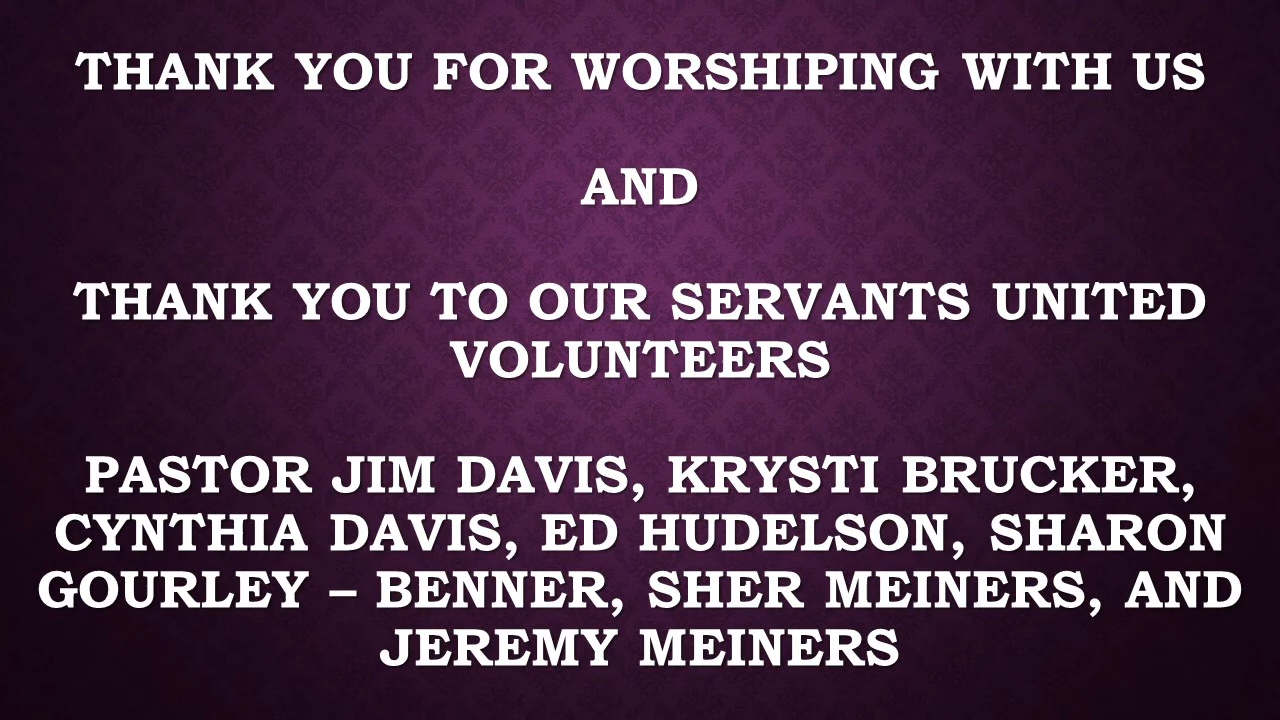 THANK YOU FOR WORSHIPING WITH US
AND
THANK YOU TO OUR SERVANTS UNITED
VOLUNTEERS
PASTOR JIM DAVIS, KRYSTI BRUCKER,
CYNTHIA DAVIS, ED HUDELSON, SHARON
GOURLEY – BENNER, SHER MEINERS, AND
JEREMY MEINERS